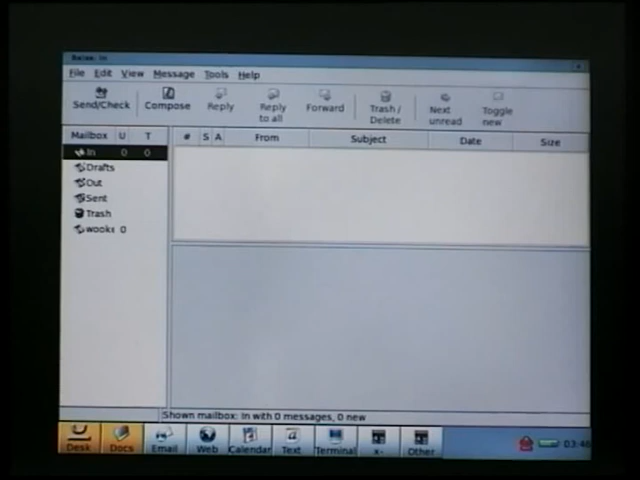 Balsa: In
File Edit View Message Tools Help
Send/Check Compose Reply Reply to all Forward Trash / Delete Next unread Toggle new
Mailbox U T # S A From Subject Date Size
In 0 0
Drafts
Out
Sent
Trash
0
Shown mailbox: In with 0 messages, 0 new
Desk Docs Email Web Calendar Text Terminal x- Other